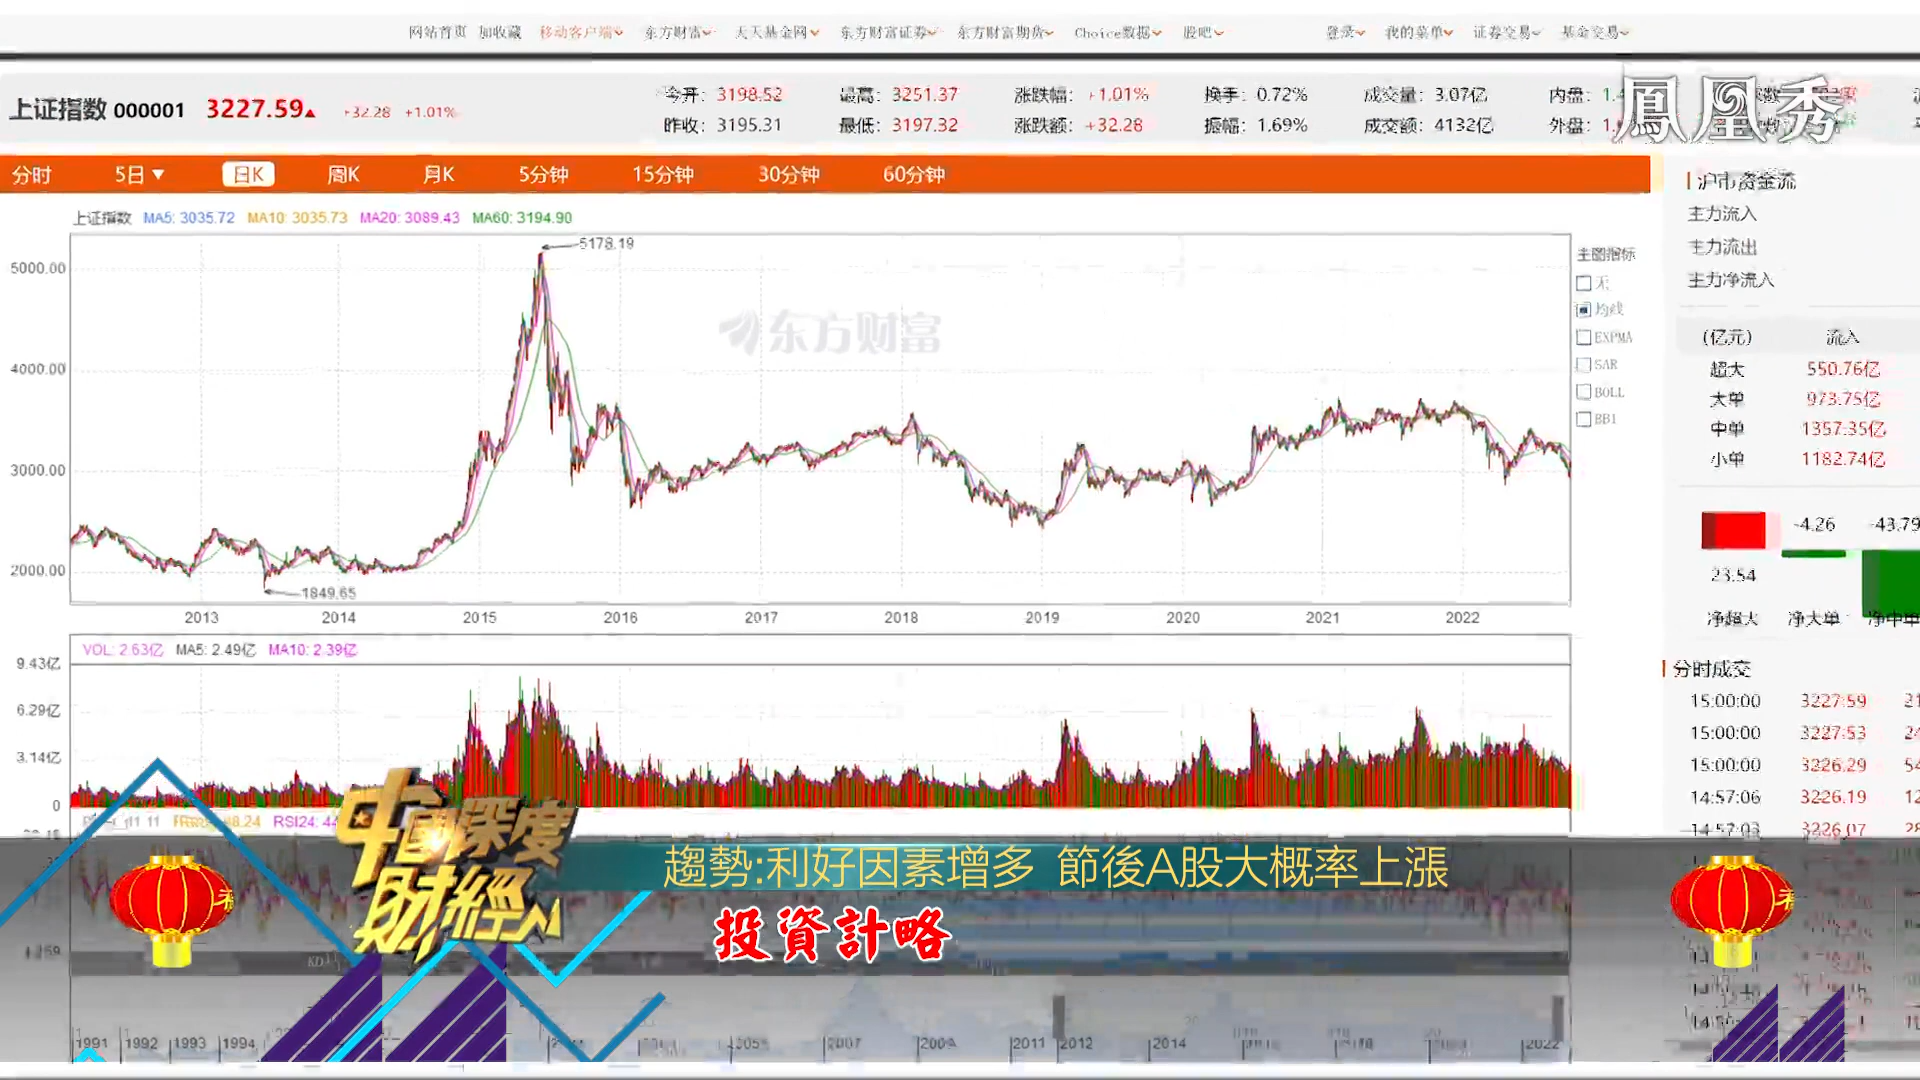 网站首页 加收藏 移动客户端 东方财富 天天基金网 东方财富证券 东方财富期货 Choice数据 股吧 登录 我的菜单 证券交易 基金交易
上证指数 000001 3227.59 +32.28 +1.01%
今开: 3198.52 最高: 3251.37 涨跌幅: +1.01% 换手: 0.72% 成交量: 3.07亿 内盘:
昨收: 3195.31 最低: 3197.32 涨跌额: +32.28 振幅: 1.69% 成交额: 4132亿 外盘:
鳳凰秀
分时 5日 日K 周K 月K 5分钟 15分钟 30分钟 60分钟
上证指数 MA5: 3035.72 MA10: 3035.73 MA20: 3089.43 MA60: 3194.90
5178.19
5000.00
4000.00
3000.00
2000.00
东方财富
1849.65
2013 2014 2015 2016 2017 2018 2019 2020 2021 2022
主图指标
无
均线
EXPMA
SAR
BOLL
BBI
沪市资金流
主力流入
主力流出
主力净流入
(亿元) 流入
超大 550.76亿
大单 973.75亿
中单 1357.35亿
小单 1182.74亿
-4.26 -43.79
23.54
净超大 净大单 净中单
VOL: 2.63亿 MA5: 2.49亿 MA10: 2.39亿
9.43亿
6.29亿
3.14亿
0
分时成交
15:00:00 3227.59
15:00:00 3227.53
15:00:00 3226.29
14:57:06 3226.19
14:57:03 3226.07
中國深度
財經
趨勢:利好因素增多 節後A股大概率上漲
投資計略
1991 1992 1993 1994 2007 2009 2011 2012 2014 2022